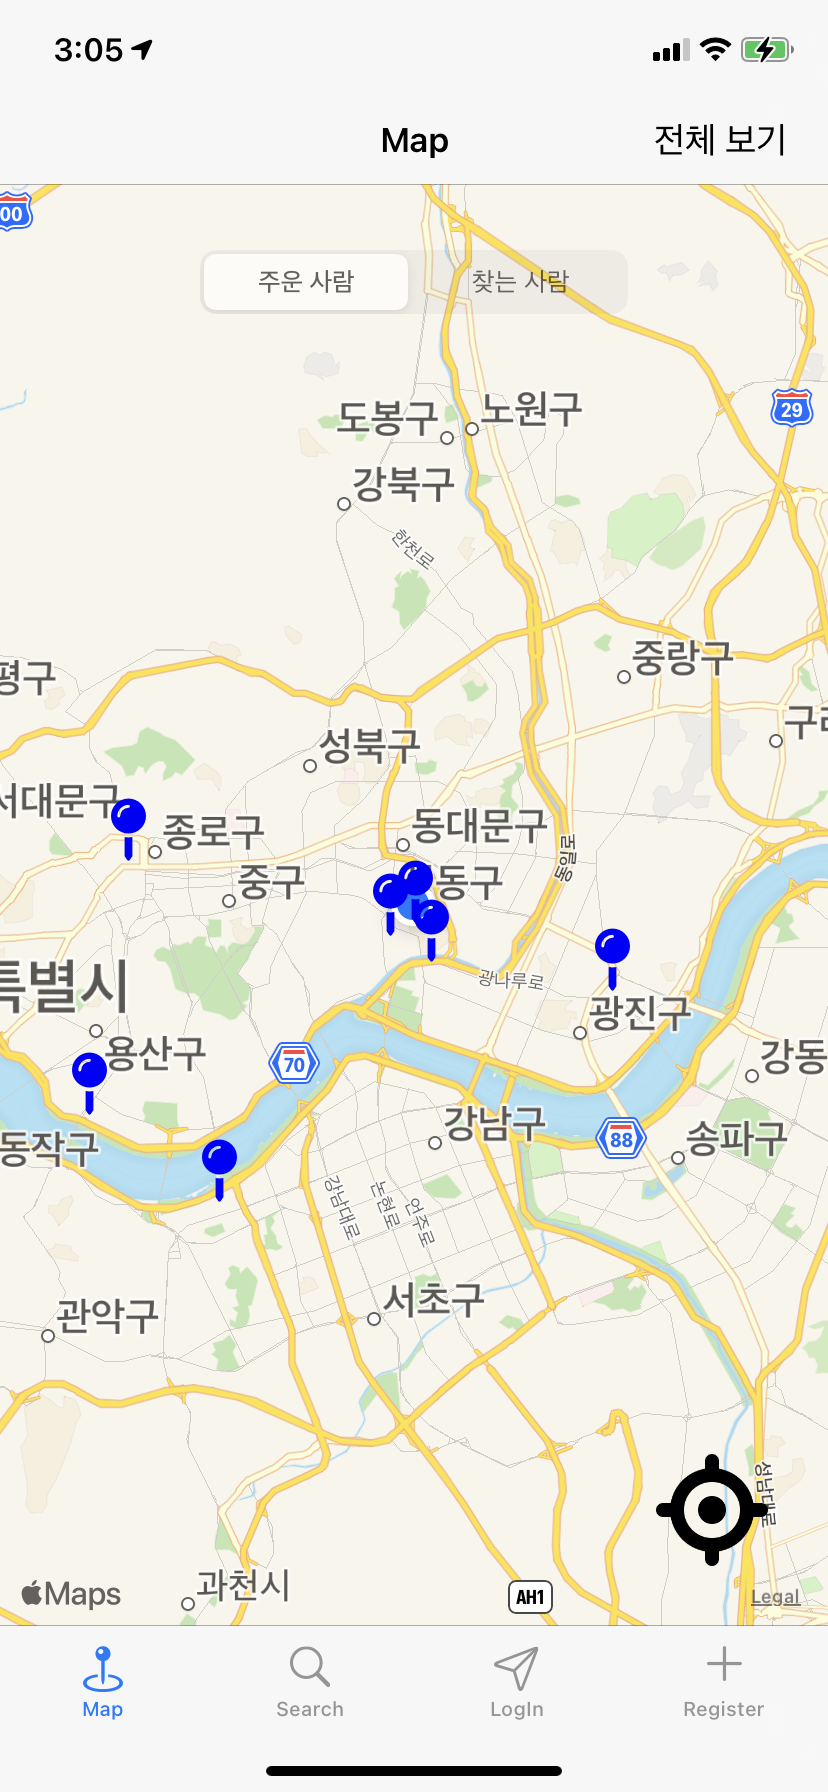 3:05
Map
전체 보기
00
주운 사람
찾는 사람
29
도봉구
노원구
강북구
한천로
중랑구
평구
구리
성북구
서대문구
종로구
동대문구
동일로
중구
동구
특별시
광나루로
광진구
용산구
70
강동
강남구
88
송파구
동작구
강남대로
논현로
언주로
서초구
관악구
성남대로
Maps
과천시
AH1
Legal
Map
Search
LogIn
Register